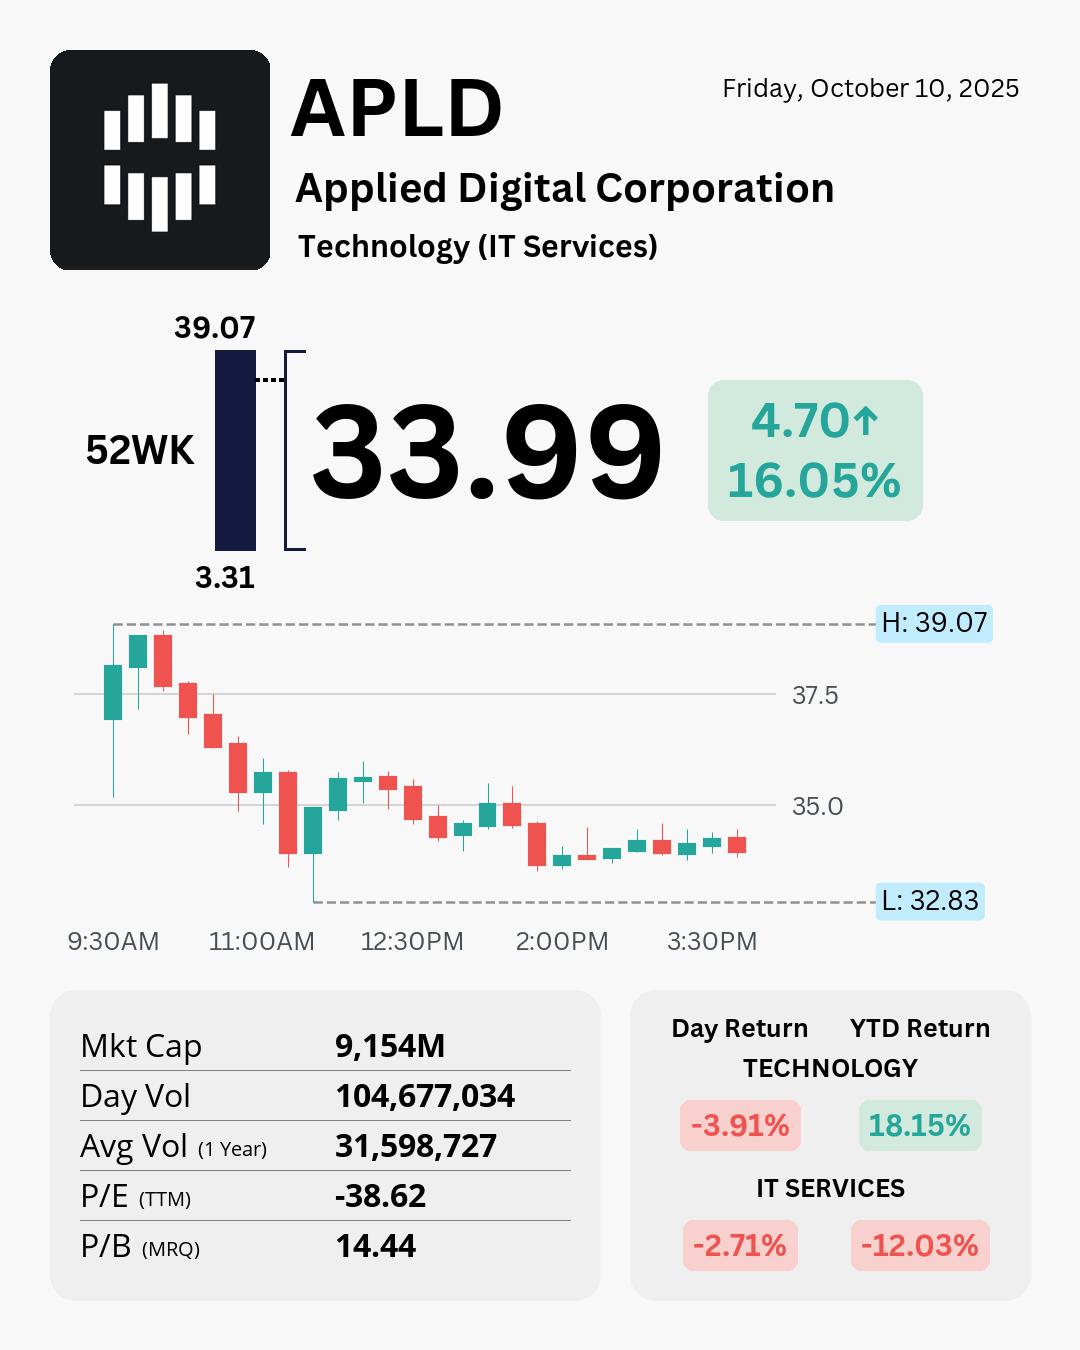 APLD
Friday, October 10, 2025
Applied Digital Corporation
Technology (IT Services)
39.07
52WK
33.99
4.70↑
16.05%
3.31
H: 39.07
37.5
35.0
L: 32.83
9:30AM 11:00AM 12:30PM 2:00PM 3:30PM
Mkt Cap 9,154M
Day Vol 104,677,034
Avg Vol (1 Year) 31,598,727
P/E (TTM) -38.62
P/B (MRQ) 14.44
Day Return YTD Return
TECHNOLOGY
-3.91% 18.15%
IT SERVICES
-2.71% -12.03%